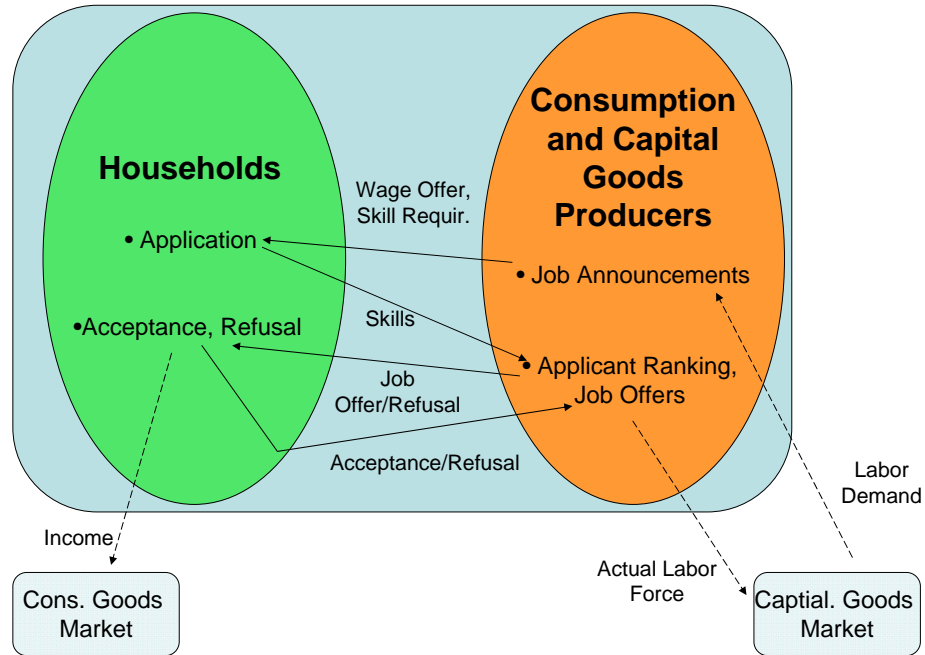 Households
• Application
•Acceptance, Refusal
Wage Offer,
Skill Requir.
Skills
Job
Offer/Refusal
Acceptance/Refusal
Consumption
and Capital
Goods
Producers
• Job Announcements
• Applicant Ranking,
Job Offers
Income
Cons. Goods
Market
Actual Labor
Force
Labor
Demand
Captial. Goods
Market